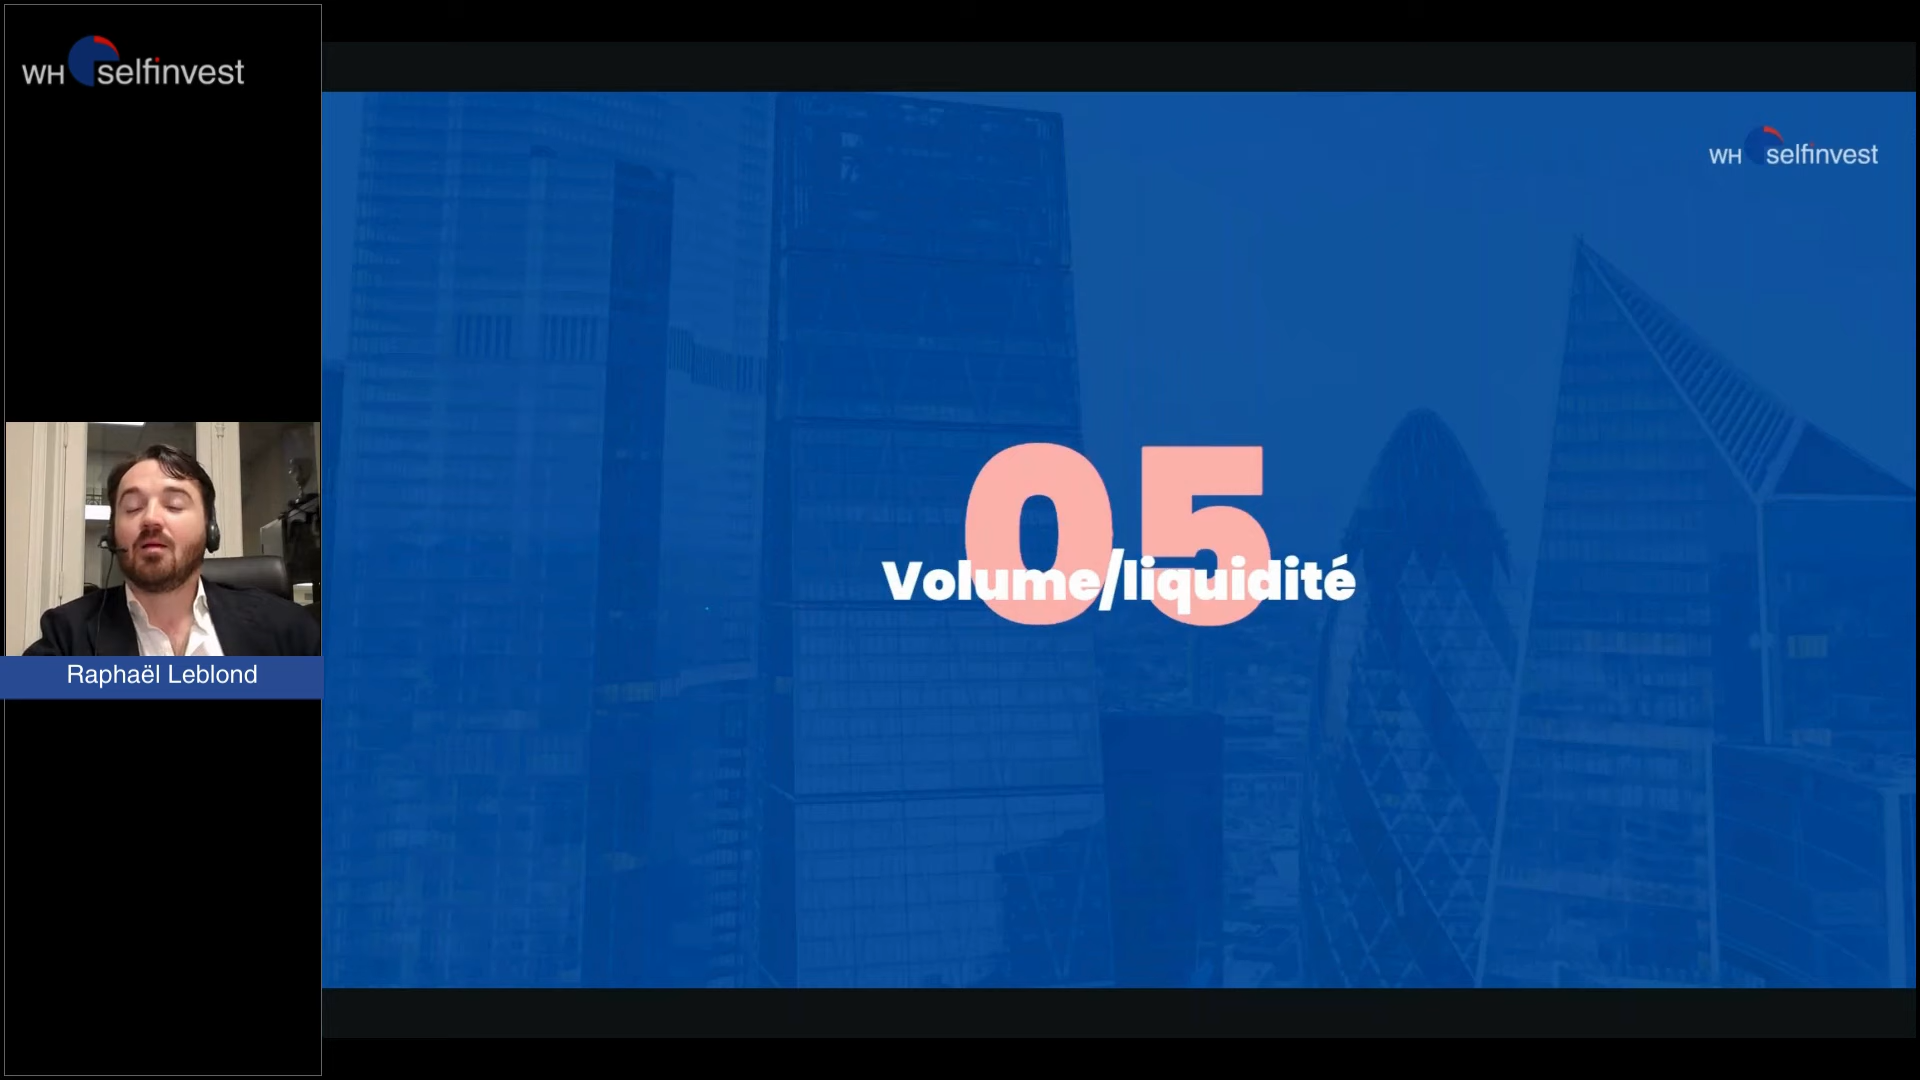 WH selfinvest
Raphaël Leblond
WH selfinvest
05
Volume/liquidité